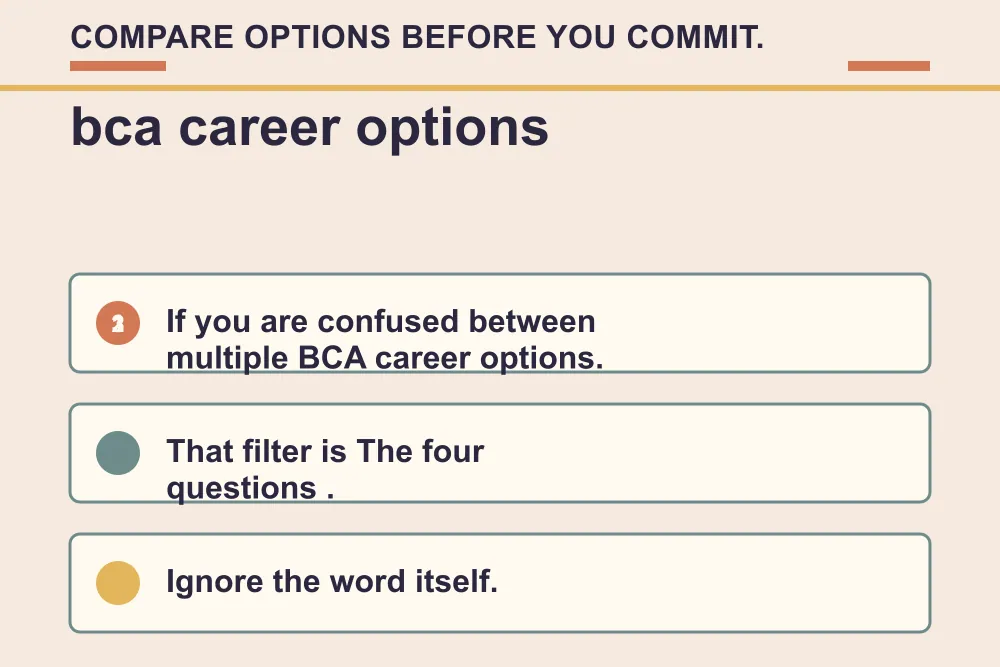 COMPARE OPTIONS BEFORE YOU COMMIT.
bca career options
If you are confused between
multiple BCA career options.
That filter is The four
questions .
Ignore the word itself.